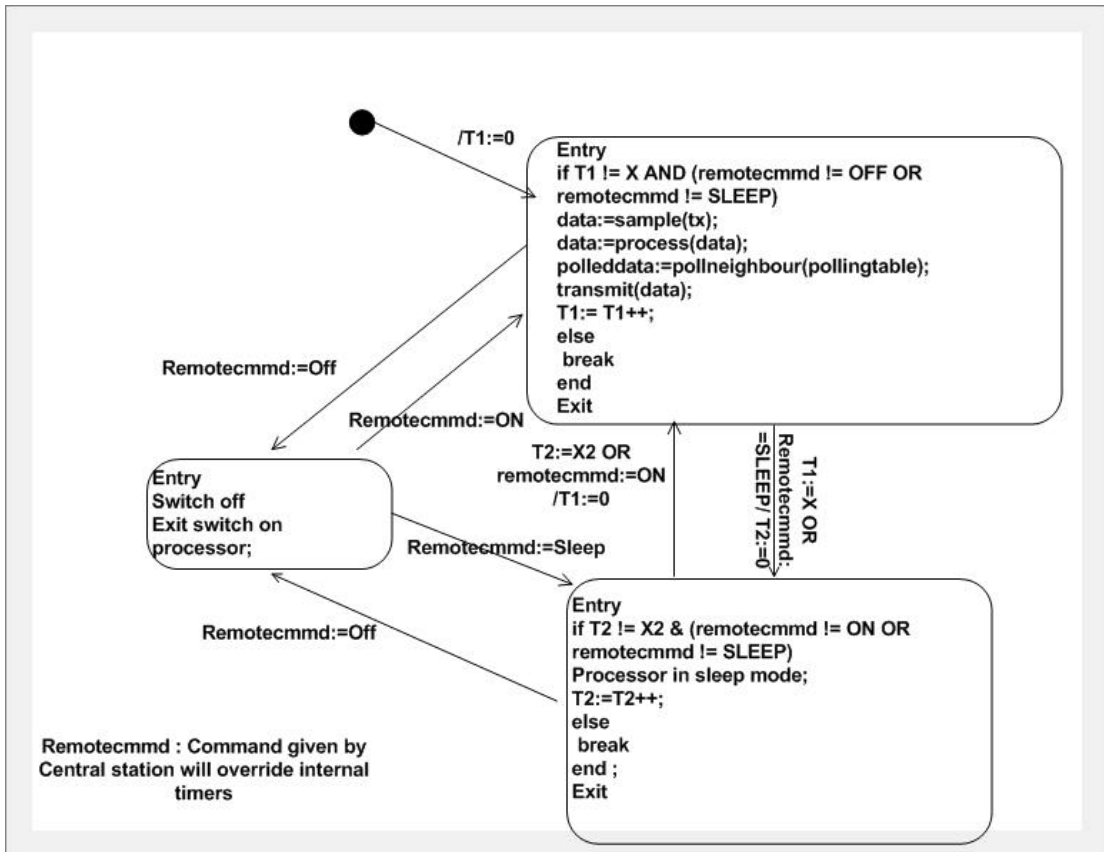 /T1:=0
Entry
if T1 != X AND (remotecmmd != OFF OR
remotecmmd != SLEEP)
data:=sample(tx);
data:=process(data);
polleddata:=pollneighbour(pollingtable);
transmit(data);
T1:= T1++;
else
break
end
Exit
Remotecmmd:=Off
Remotecmmd:=ON
T2:=X2 OR
remotecmmd:=ON
/T1:=0
T1:=X OR
Remotecmmd:
=SLEEP/ T2:=0
Entry
Switch off
Exit switch on
processor;
Remotecmmd:=Sleep
Remotecmmd:=Off
Entry
if T2 != X2 & (remotecmmd != ON OR
remotecmmd != SLEEP)
Processor in sleep mode;
T2:=T2++;
else
break
end ;
Exit
Remotecmmd : Command given by
Central station will override internal
timers